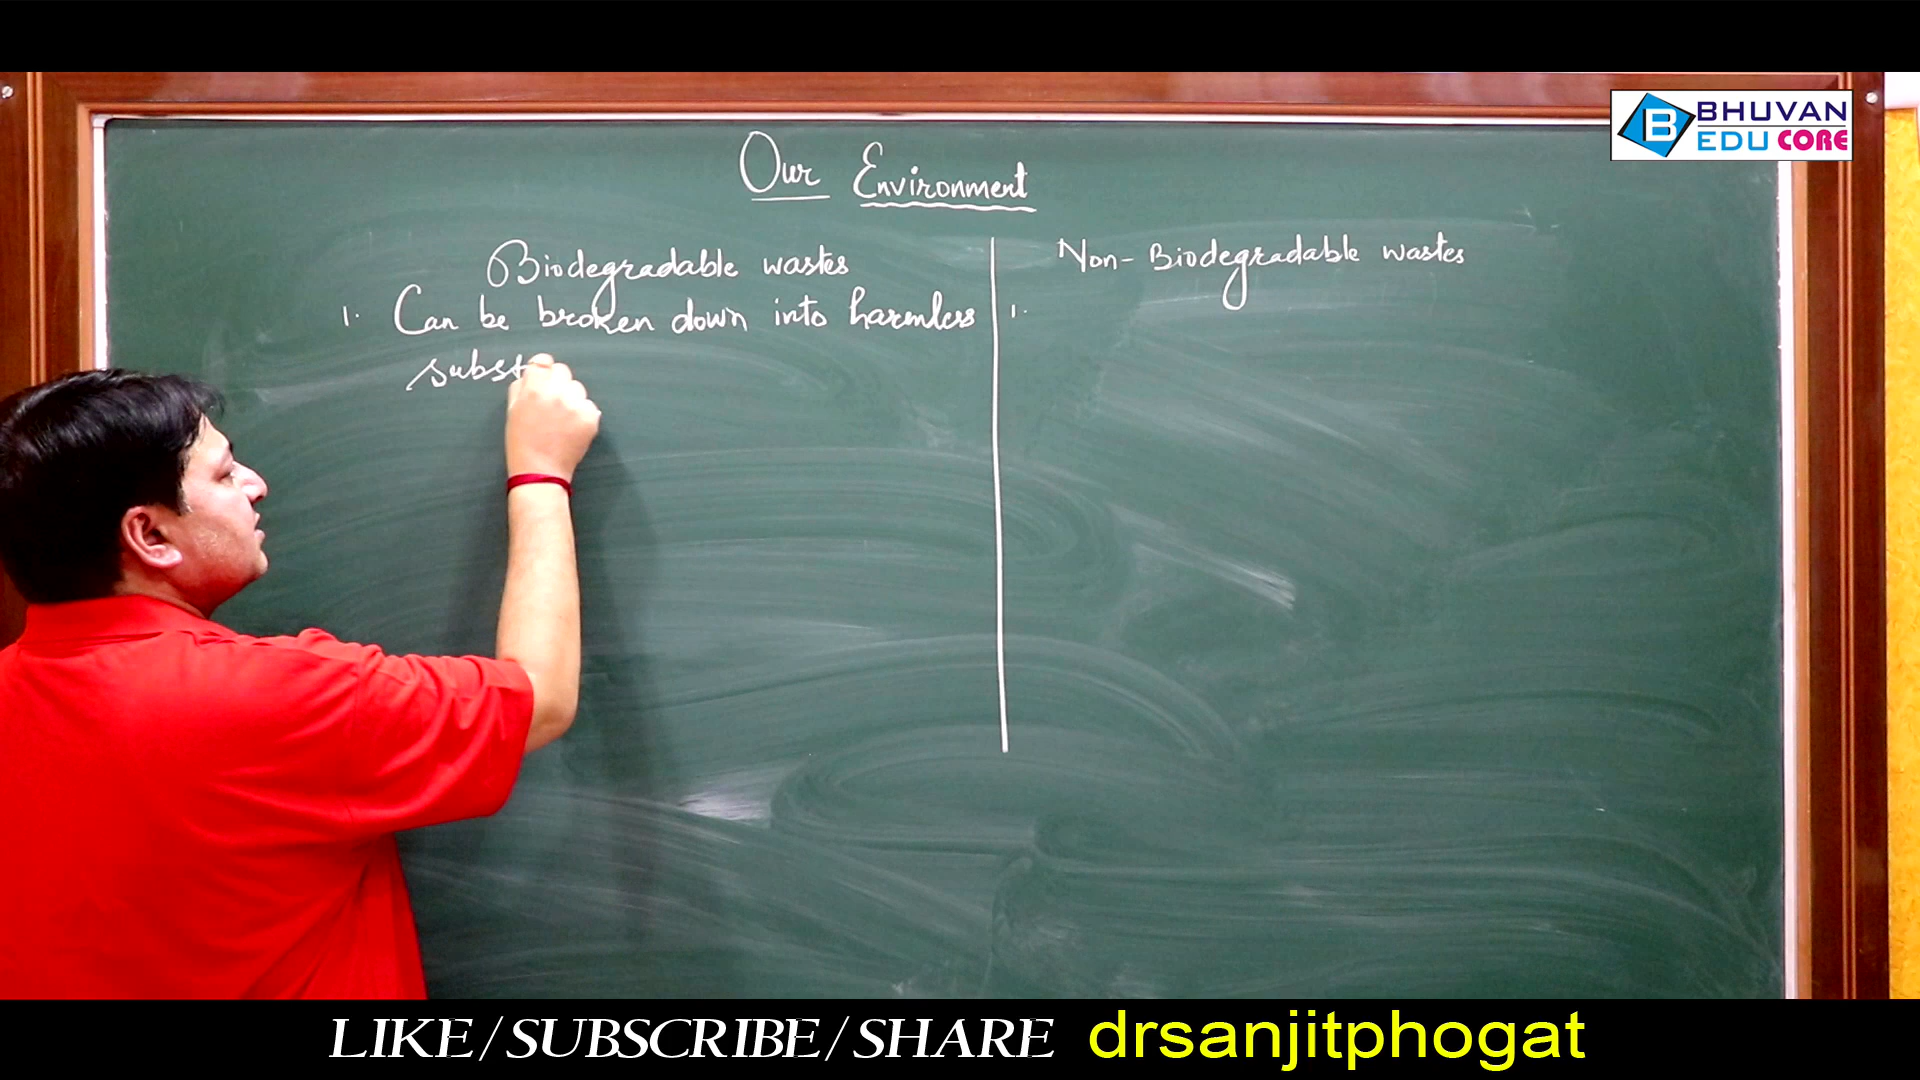 BHUVAN
EDU CORE
B
Our Environment
Biodegradable wastes
Non-Biodegradable wastes
1. Can be broken down into harmless
1.
subst
LIKE/SUBSCRIBE/SHARE drsanjitphogat